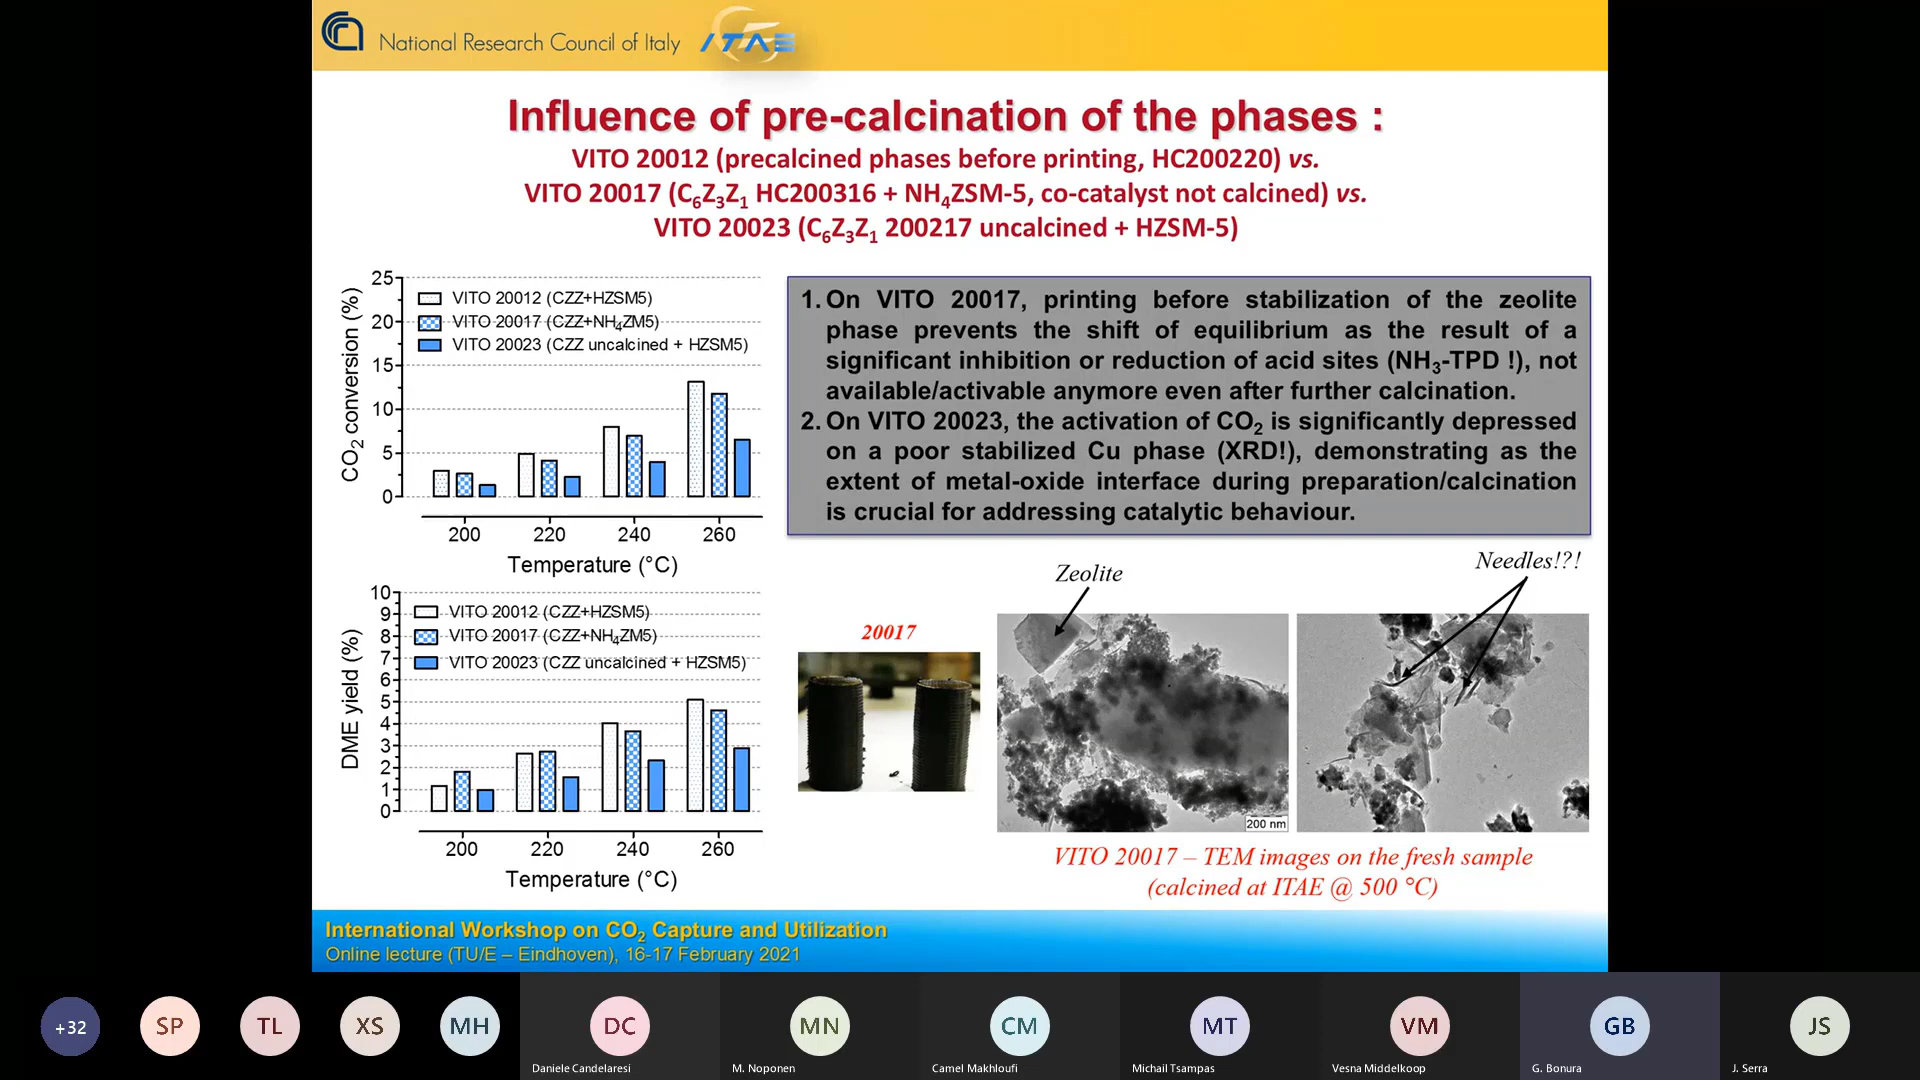 National Research Council of Italy
ITAE
Influence of pre-calcination of the phases :
VITO 20012 (precalcined phases before printing, HC200220) vs.
VITO 20017 (C₆Z₃Z₁ HC200316 + NH₄ZSM-5, co-catalyst not calcined) vs.
VITO 20023 (C₆Z₃Z₁ 200217 uncalcined + HZSM-5)
25
20
15
10
5
0
CO₂ conversion (%)
VITO 20012 (CZZ+HZSM5)
VITO 20017 (CZZ+NH₄ZM5)
VITO 20023 (CZZ uncalcined + HZSM5)
200 220 240 260
Temperature (°C)
10
9
8
7
6
5
4
3
2
1
0
DME yield (%)
VITO 20012 (CZZ+HZSM5)
VITO 20017 (CZZ+NH₄ZM5)
VITO 20023 (CZZ uncalcined + HZSM5)
200 220 240 260
Temperature (°C)
1. On VITO 20017, printing before stabilization of the zeolite
phase prevents the shift of equilibrium as the result of a
significant inhibition or reduction of acid sites (NH₃-TPD !), not
available/activable anymore even after further calcination.
2. On VITO 20023, the activation of CO₂ is significantly depressed
on a poor stabilized Cu phase (XRD!), demonstrating as the
extent of metal-oxide interface during preparation/calcination
is crucial for addressing catalytic behaviour.
Zeolite
Needles!?!
20017
200 nm
VITO 20017 – TEM images on the fresh sample
(calcined at ITAE @ 500 °C)
International Workshop on CO₂ Capture and Utilization
Online lecture (TU/E – Eindhoven), 16-17 February 2021
+32 SP TL XS MH DC MN CM MT VM GB JS
Daniele Candelaresi M. Noponen Camel Makhloufi Michail Tsampas Vesna Middelkoop G. Bonura J. Serra